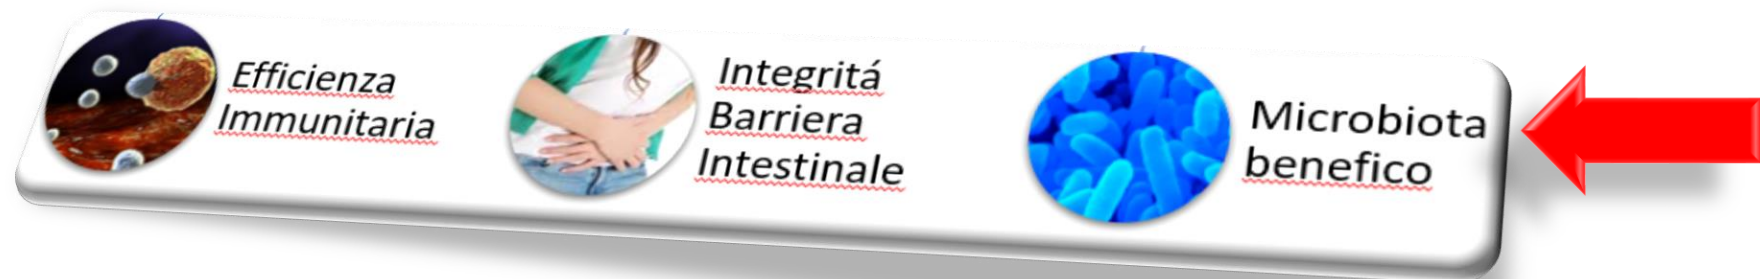 Efficienza
Immunitaria
Integritá
Barriera
Intestinale
Microbiota
benefico